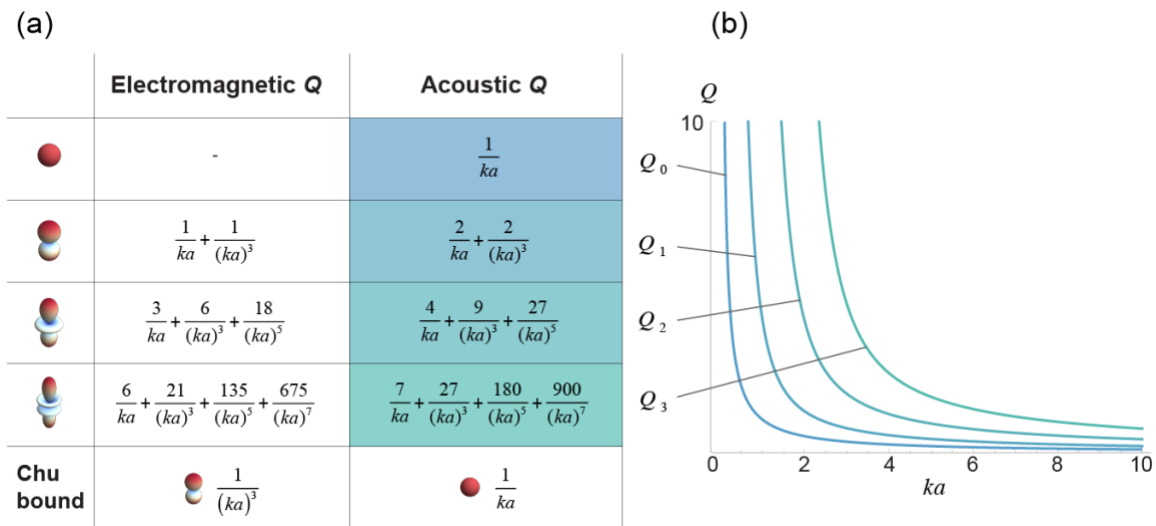 (a)
Electromagnetic Q Acoustic Q
- 1/ka
1/ka + 1/(ka)³ 2/ka + 2/(ka)³
3/ka + 6/(ka)³ + 18/(ka)⁵ 4/ka + 9/(ka)³ + 27/(ka)⁵
6/ka + 21/(ka)³ + 135/(ka)⁵ + 675/(ka)⁷ 7/ka + 27/(ka)³ + 180/(ka)⁵ + 900/(ka)⁷
Chu bound 1/(ka)³ 1/ka
(b)
Q
10
Q₀
Q₁
Q₂
Q₃
0 2 4 6 8 10
ka